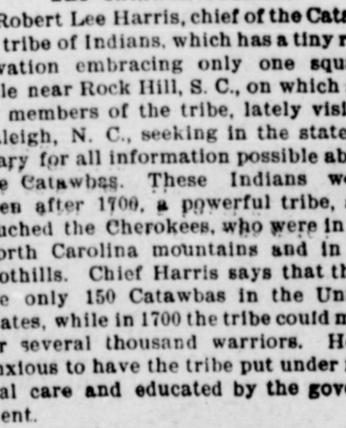 Robert Lee Harris, chief of the Cata
tribe of Indians, which has a tiny r
vation embracing only one squ
le near Rock Hill, S. C., on which
members of the tribe, lately visi
leigh, N. C., seeking in the state
ary for all information possible ab
e Catawbas. These Indians we
en after 1700, a powerful tribe,
uched the Cherokees, who were in
orth Carolina mountains and in
oothills. Chief Harris says that th
e only 150 Catawbas in the Un
ates, while in 1700 the tribe could m
r several thousand warriors. H
nxious to have the tribe put under
al care and educated by the gov
ent.